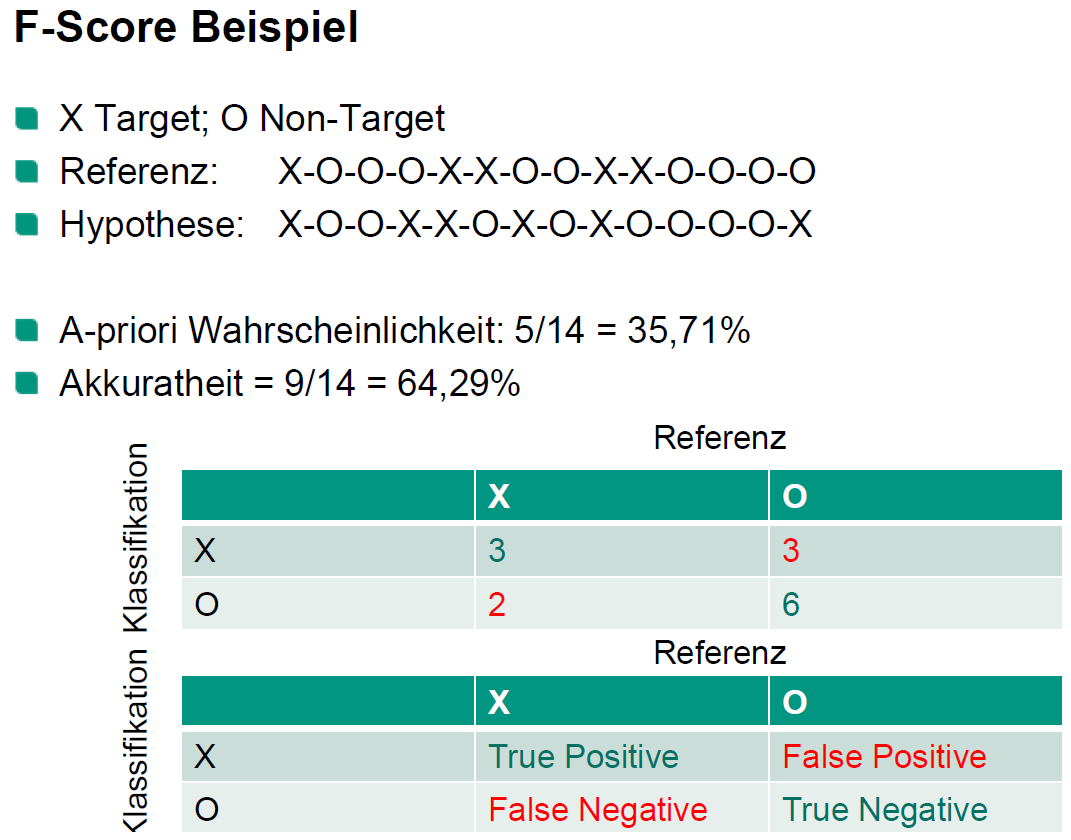 F-Score Beispiel
X Target; O Non-Target
Referenz: X-O-O-O-X-X-O-O-X-X-O-O-O-O
Hypothese: X-O-O-X-X-O-X-O-X-O-O-O-O-X
A-priori Wahrscheinlichkeit: 5/14 = 35,71%
Akkuratheit = 9/14 = 64,29%
Referenz
Klassifikation
X O
X 3 3
O 2 6
Referenz
Klassifikation
X O
X True Positive False Positive
O False Negative True Negative